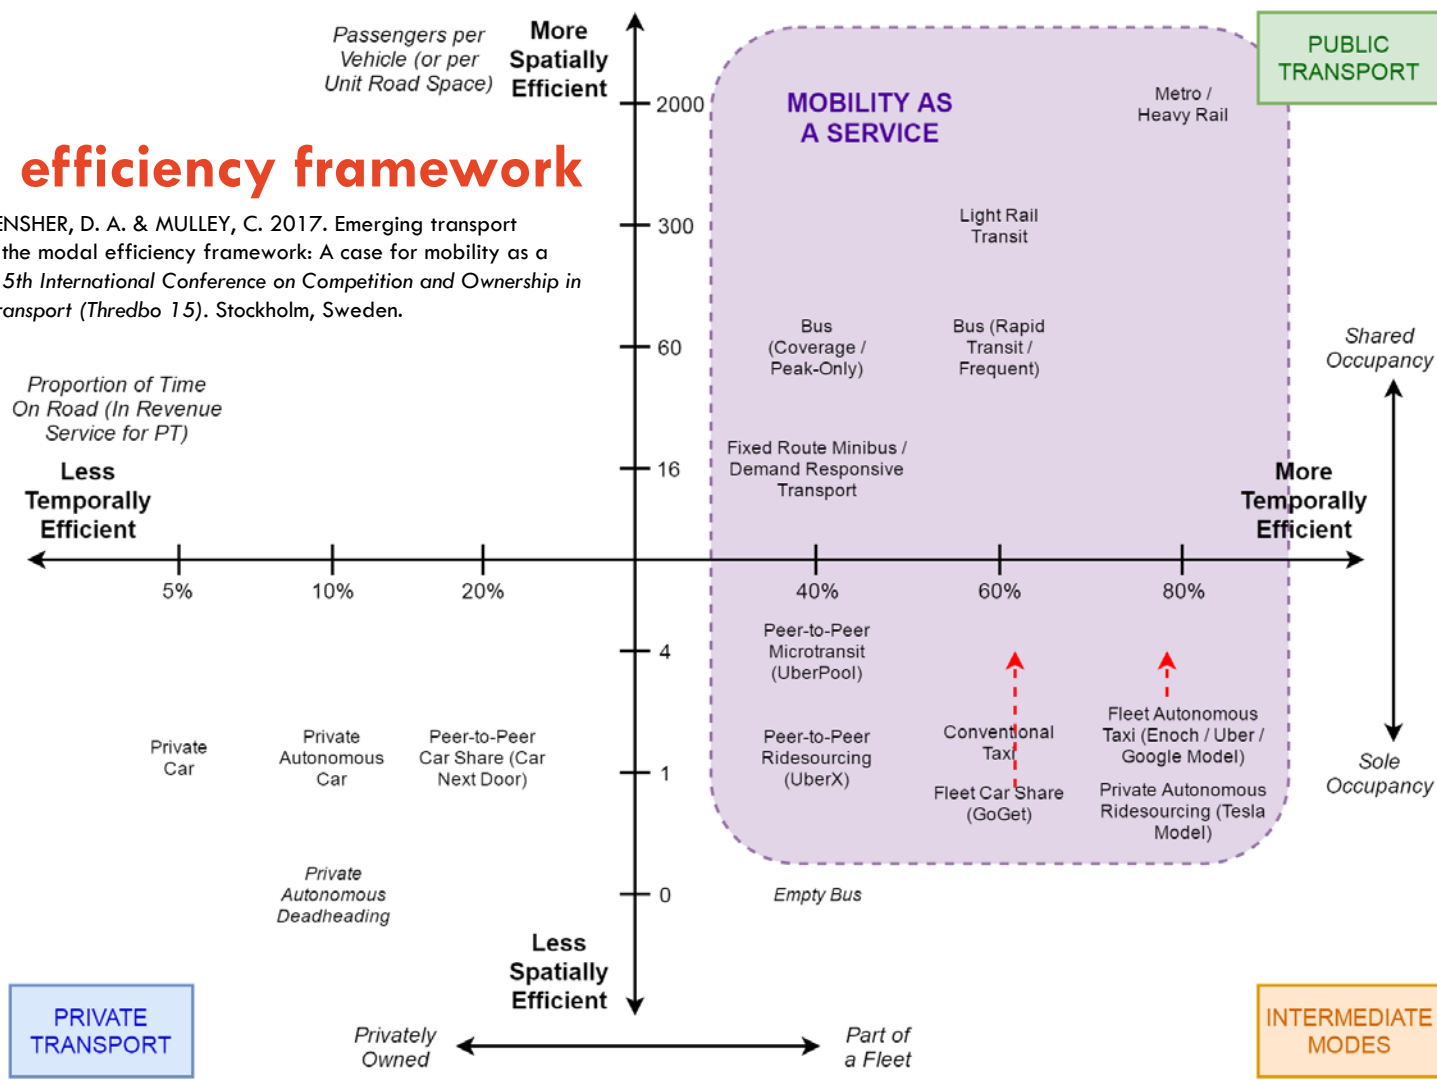 Passengers per
Vehicle (or per
Unit Road Space)
More
Spatially
Efficient
PUBLIC
TRANSPORT
MOBILITY AS
A SERVICE
Metro /
Heavy Rail
2000
efficiency framework
ENSHER, D. A. & MULLEY, C. 2017. Emerging transport
the modal efficiency framework: A case for mobility as a
5th International Conference on Competition and Ownership in
ransport (Thredbo 15). Stockholm, Sweden.
300
Light Rail
Transit
60
Bus
(Coverage /
Peak-Only)
Bus (Rapid
Transit /
Frequent)
Shared
Occupancy
Proportion of Time
On Road (In Revenue
Service for PT)
Less
Temporally
Efficient
16
Fixed Route Minibus /
Demand Responsive
Transport
More
Temporally
Efficient
5%
10%
20%
40%
60%
80%
4
Peer-to-Peer
Microtransit
(UberPool)
Private
Car
Private
Autonomous
Car
Peer-to-Peer
Car Share (Car
Next Door)
1
Peer-to-Peer
Ridesourcing
(UberX)
Conventional
Taxi
Fleet Car Share
(GoGet)
Fleet Autonomous
Taxi (Enoch / Uber /
Google Model)
Private Autonomous
Ridesourcing (Tesla
Model)
Sole
Occupancy
Private
Autonomous
Deadheading
0
Empty Bus
Less
Spatially
Efficient
PRIVATE
TRANSPORT
Privately
Owned
Part of
a Fleet
INTERMEDIATE
MODES